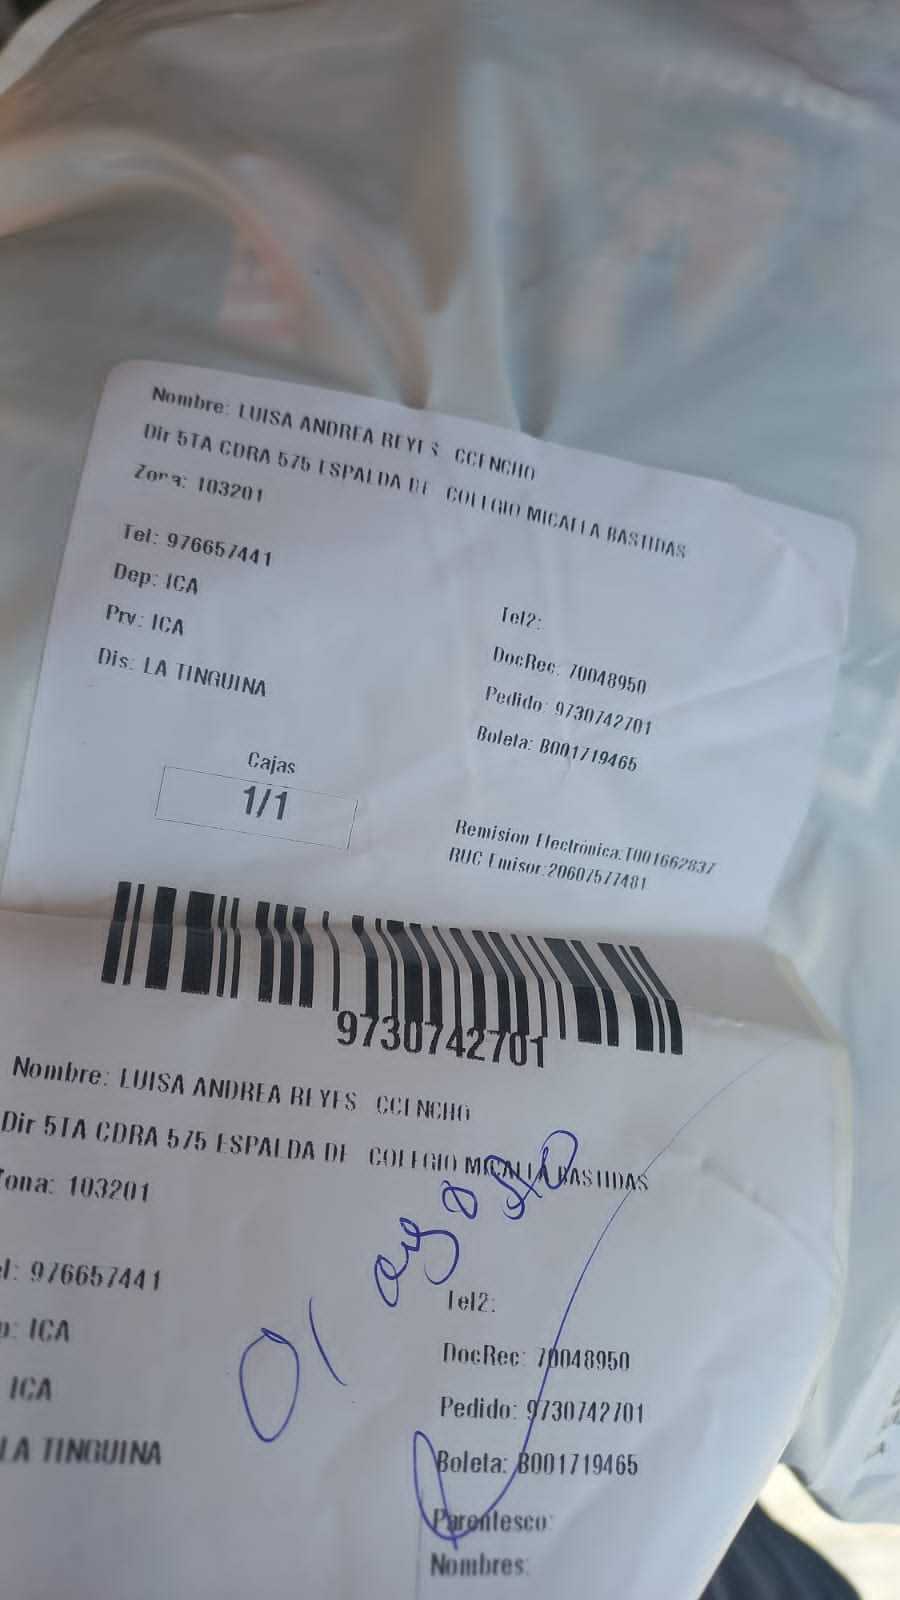 Nombre: LUISA ANDREA REYES CCENCHO
Dir 5TA CDRA 575 ESPALDA DE COLEGIO MICAELA BASTIDAS
Zona: 103201
Tel: 976657441
Dep: ICA
Prv: ICA
Dis: LA TINGUINA
Tel2:
DocRec: 70048950
Pedido: 9730742701
Boleta: B001719465
Cajas
1/1
Remision Electrónica:T001662837
RUC Emisor:20607577481
9730742701
Nombre: LUISA ANDREA REYES CCENCHO
Dir 5TA CDRA 575 ESPALDA DE COLEGIO MICAELA BASTIDAS
Zona: 103201
el: 976657441
p: ICA
ICA
LA TINGUINA
01 agosto
Tel2:
DocRec: 70048950
Pedido: 9730742701
Boleta: B001719465
Parentesco:
Nombres: